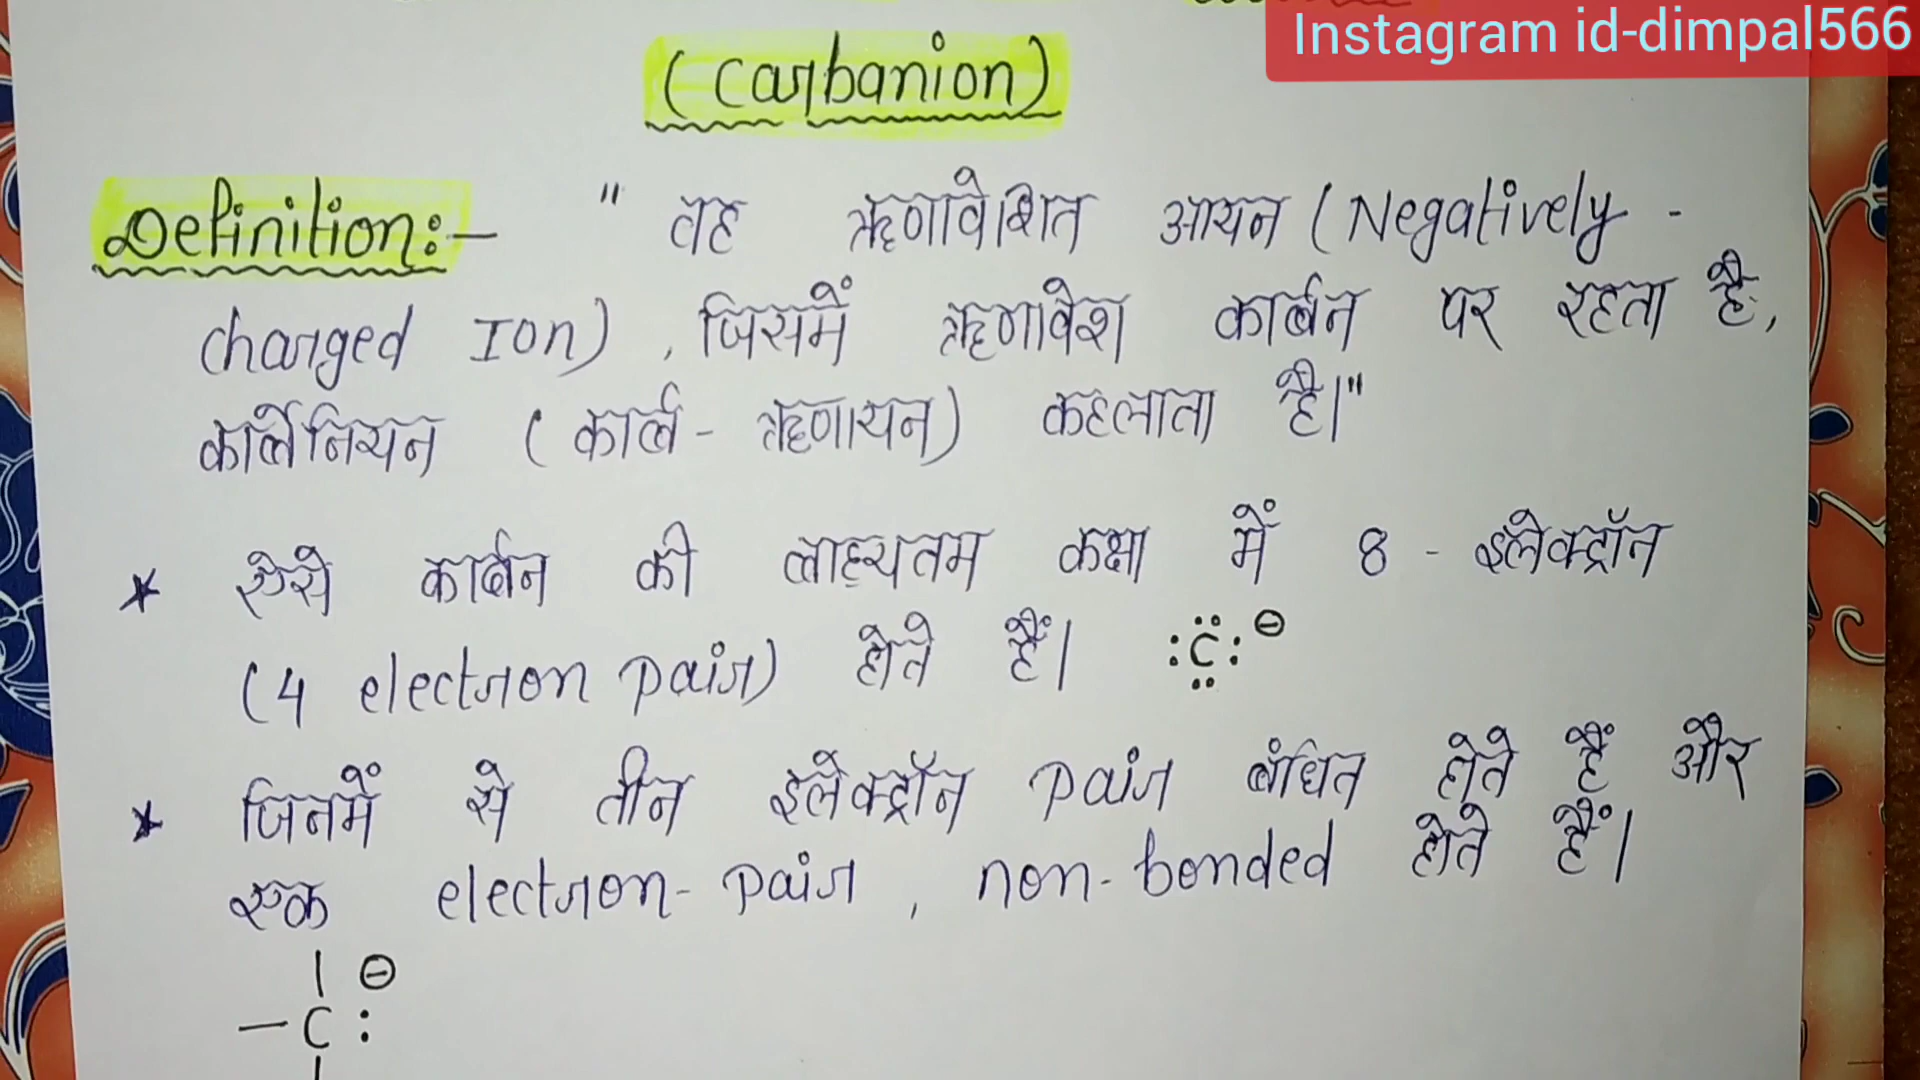 Instagram id-dimpal566
(Carbanion)
Definition:- " वह ऋणावेशित आयन (Negatively-
charged Ion), जिसमें ऋणावेश कार्बन पर रहता है,
कार्बेनियन (कार्ब-ऋणायन) कहलाता है।"
* ऐसे कार्बन की बाह्यतम कक्षा में 8-इलेक्ट्रॉन
(4 electron pair) होते हैं। :C: ⊖
* जिनमें से तीन इलेक्ट्रॉन pair बंधित होते हैं और
एक electron-pair, non-bonded होते हैं।
⊖
—C: